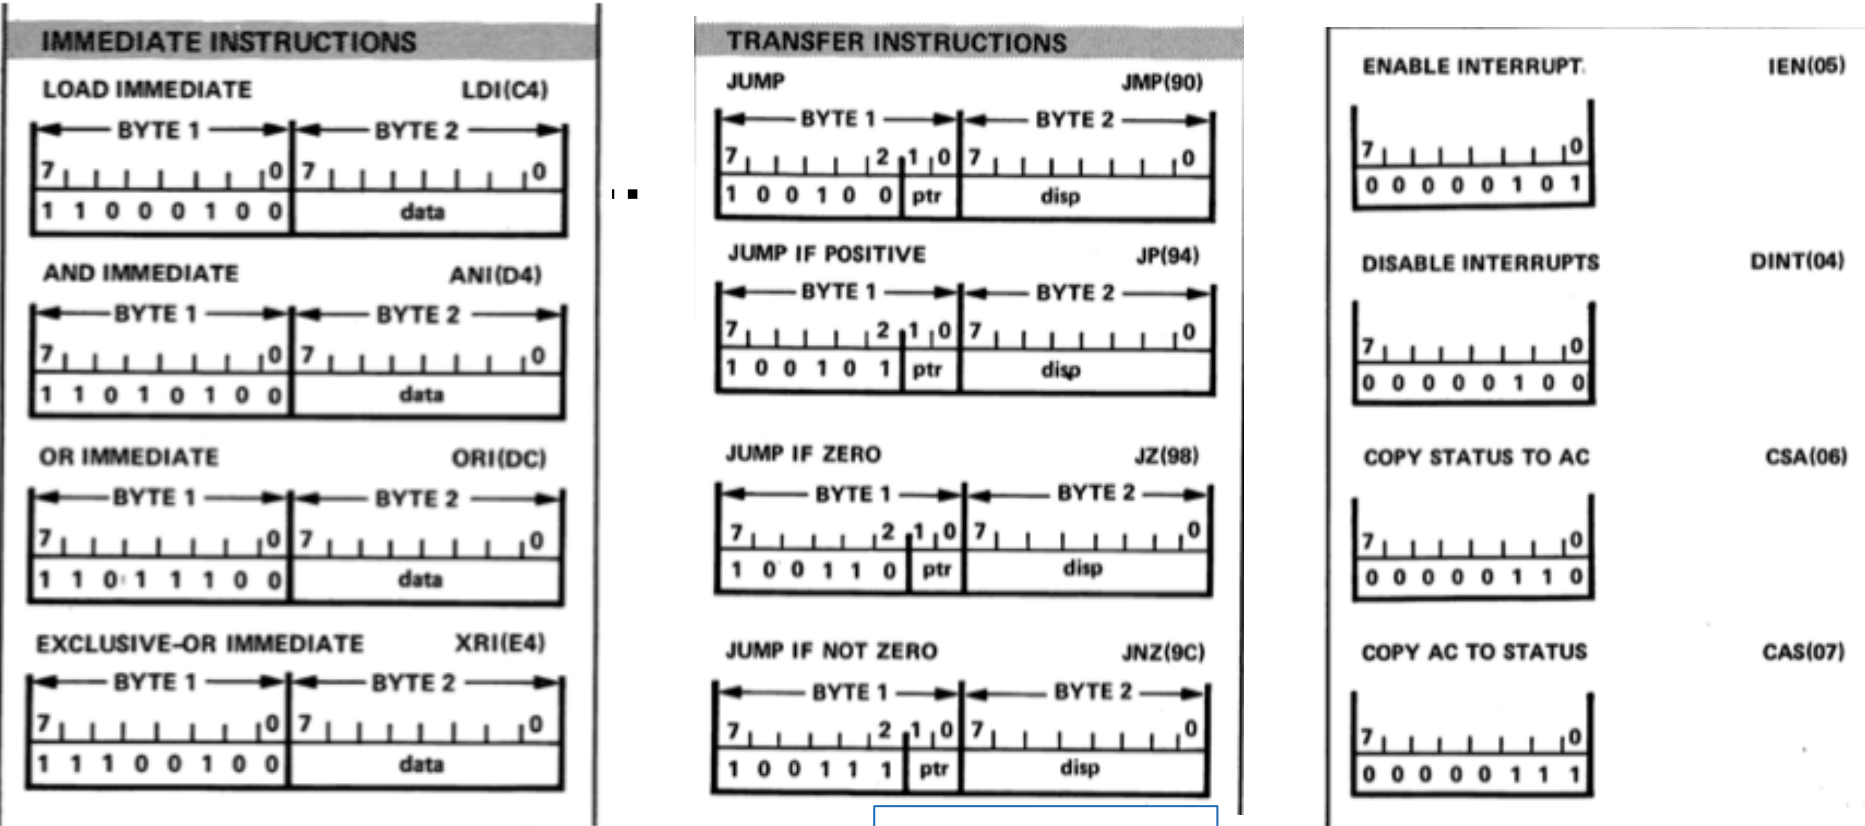 IMMEDIATE INSTRUCTIONS
LOAD IMMEDIATE LDI(C4)
BYTE 1 BYTE 2
7 0 7 0
1 1 0 0 0 1 0 0 data
AND IMMEDIATE ANI(D4)
BYTE 1 BYTE 2
7 0 7 0
1 1 0 1 0 1 0 0 data
OR IMMEDIATE ORI(DC)
BYTE 1 BYTE 2
7 0 7 0
1 1 0 1 1 1 0 0 data
EXCLUSIVE-OR IMMEDIATE XRI(E4)
BYTE 1 BYTE 2
7 0 7 0
1 1 1 0 0 1 0 0 data
TRANSFER INSTRUCTIONS
JUMP JMP(90)
BYTE 1 BYTE 2
7 2 1 0 7 0
1 0 0 1 0 0 ptr disp
JUMP IF POSITIVE JP(94)
BYTE 1 BYTE 2
7 2 1 0 7 0
1 0 0 1 0 1 ptr disp
JUMP IF ZERO JZ(98)
BYTE 1 BYTE 2
7 2 1 0 7 0
1 0 0 1 1 0 ptr disp
JUMP IF NOT ZERO JNZ(9C)
BYTE 1 BYTE 2
7 2 1 0 7 0
1 0 0 1 1 1 ptr disp
ENABLE INTERRUPT IEN(05)
7 0
0 0 0 0 0 1 0 1
DISABLE INTERRUPTS DINT(04)
7 0
0 0 0 0 0 1 0 0
COPY STATUS TO AC CSA(06)
7 0
0 0 0 0 0 1 1 0
COPY AC TO STATUS CAS(07)
7 0
0 0 0 0 0 1 1 1